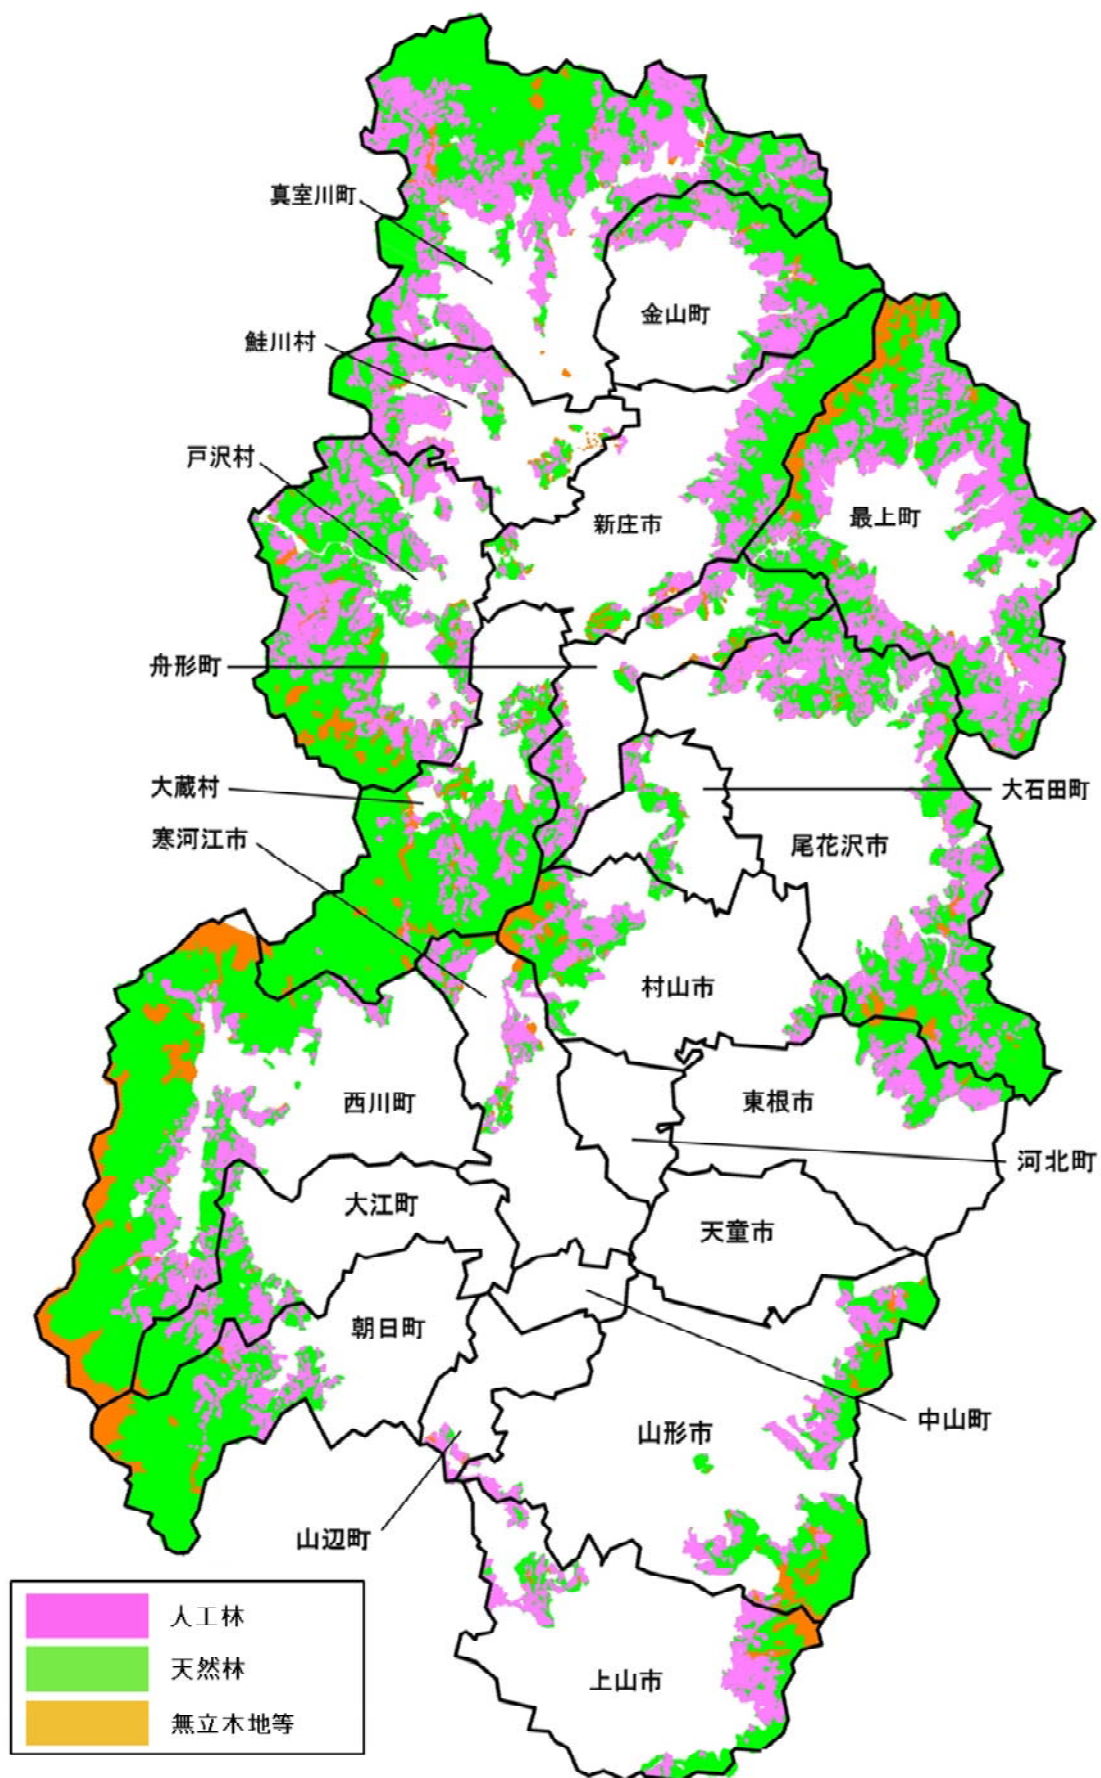 真室川町
金山町
鮭川村
戸沢村
新庄市
最上町
舟形町
大蔵村
大石田町
寒河江市
尾花沢市
村山市
西川町
東根市
河北町
大江町
天童市
朝日町
中山町
山形市
山辺町
上山市
人工林
天然林
無立木地等